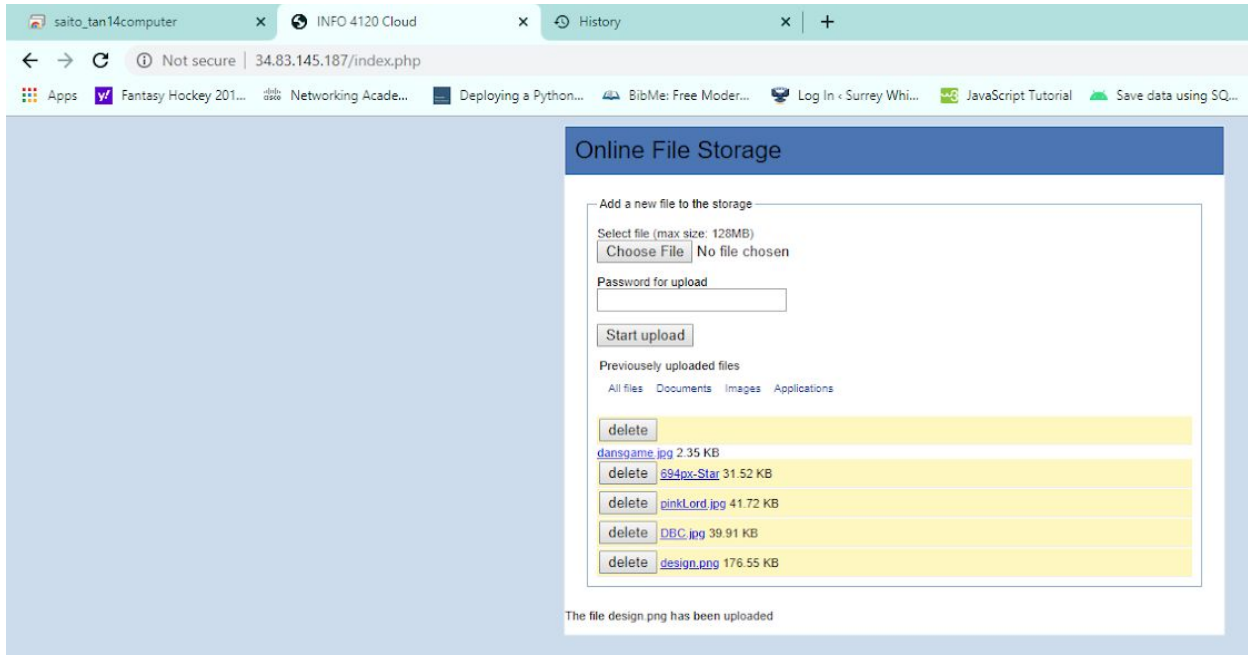 saito_tan14computer
INFO 4120 Cloud
History
Not secure | 34.83.145.187/index.php
Apps
Fantasy Hockey 201...
Networking Acade...
Deploying a Python...
BibMe: Free Moder...
Log In ‹ Surrey Whi...
JavaScript Tutorial
Save data using SQ...
Online File Storage
Add a new file to the storage
Select file (max size: 128MB)
Choose File No file chosen
Password for upload
Start upload
Previousely uploaded files
All files Documents Images Applications
delete
dansgame.jpg 2.35 KB
delete 694px-Star 31.52 KB
delete pinkLord.jpg 41.72 KB
delete DBC.jpg 39.91 KB
delete design.png 176.55 KB
The file design.png has been uploaded